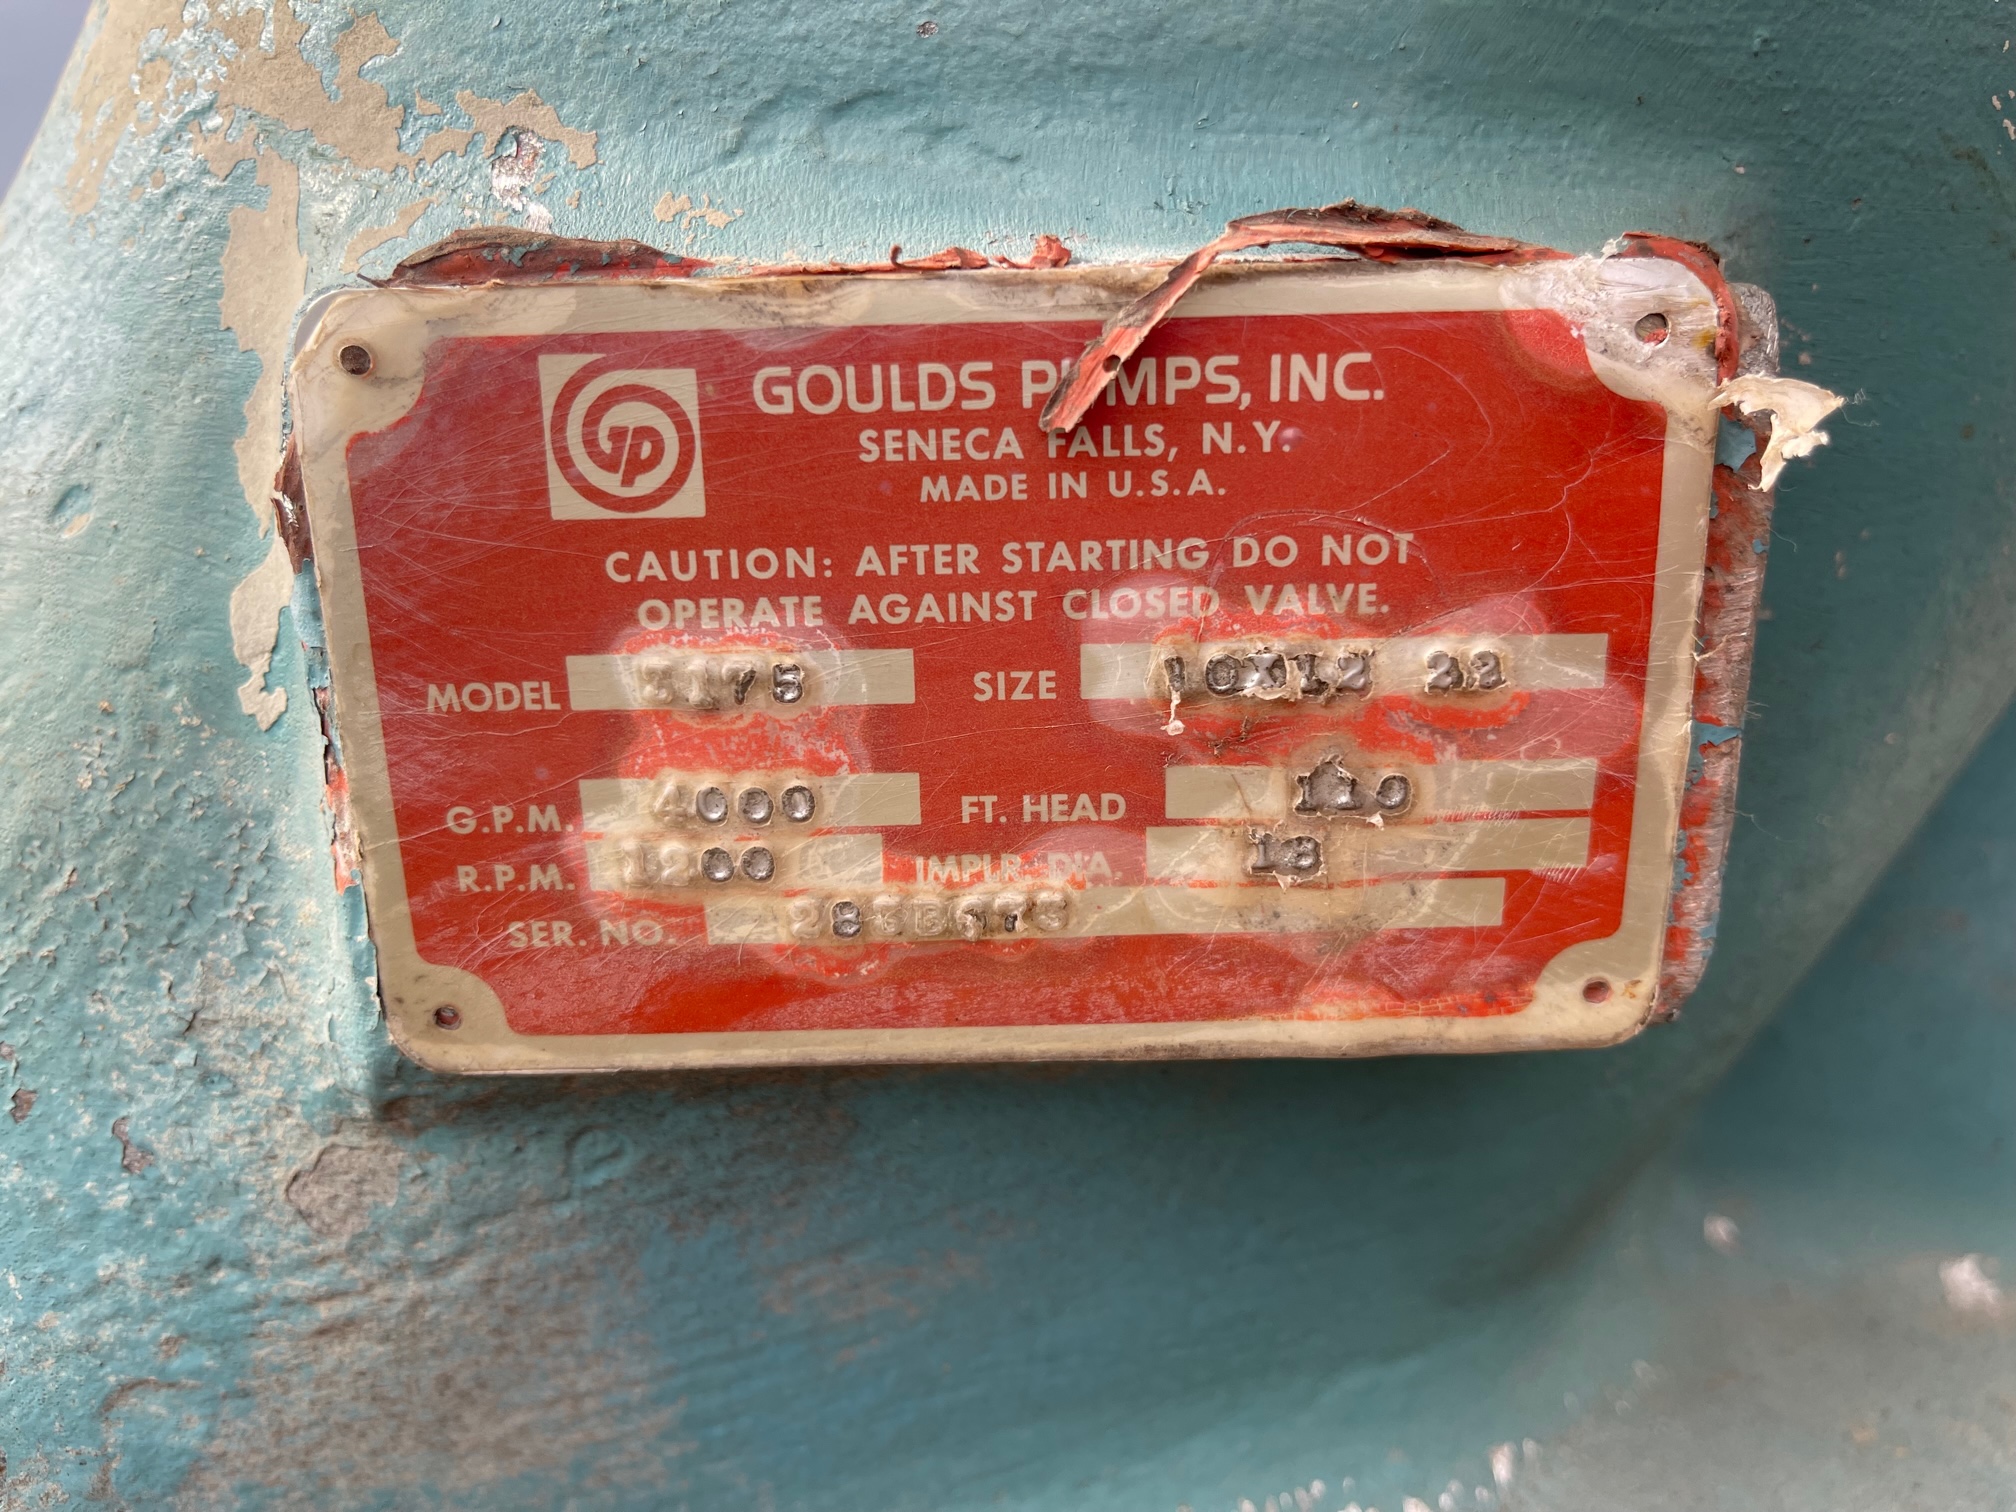 GOULDS PUMPS, INC.
SENECA FALLS, N.Y.
MADE IN U.S.A.
CAUTION: AFTER STARTING DO NOT
OPERATE AGAINST CLOSED VALVE.
MODEL 3175 SIZE 10X12 22
G.P.M. 4000 FT. HEAD 110
R.P.M. 1200 IMPLR. DIA. 18
SER. NO.